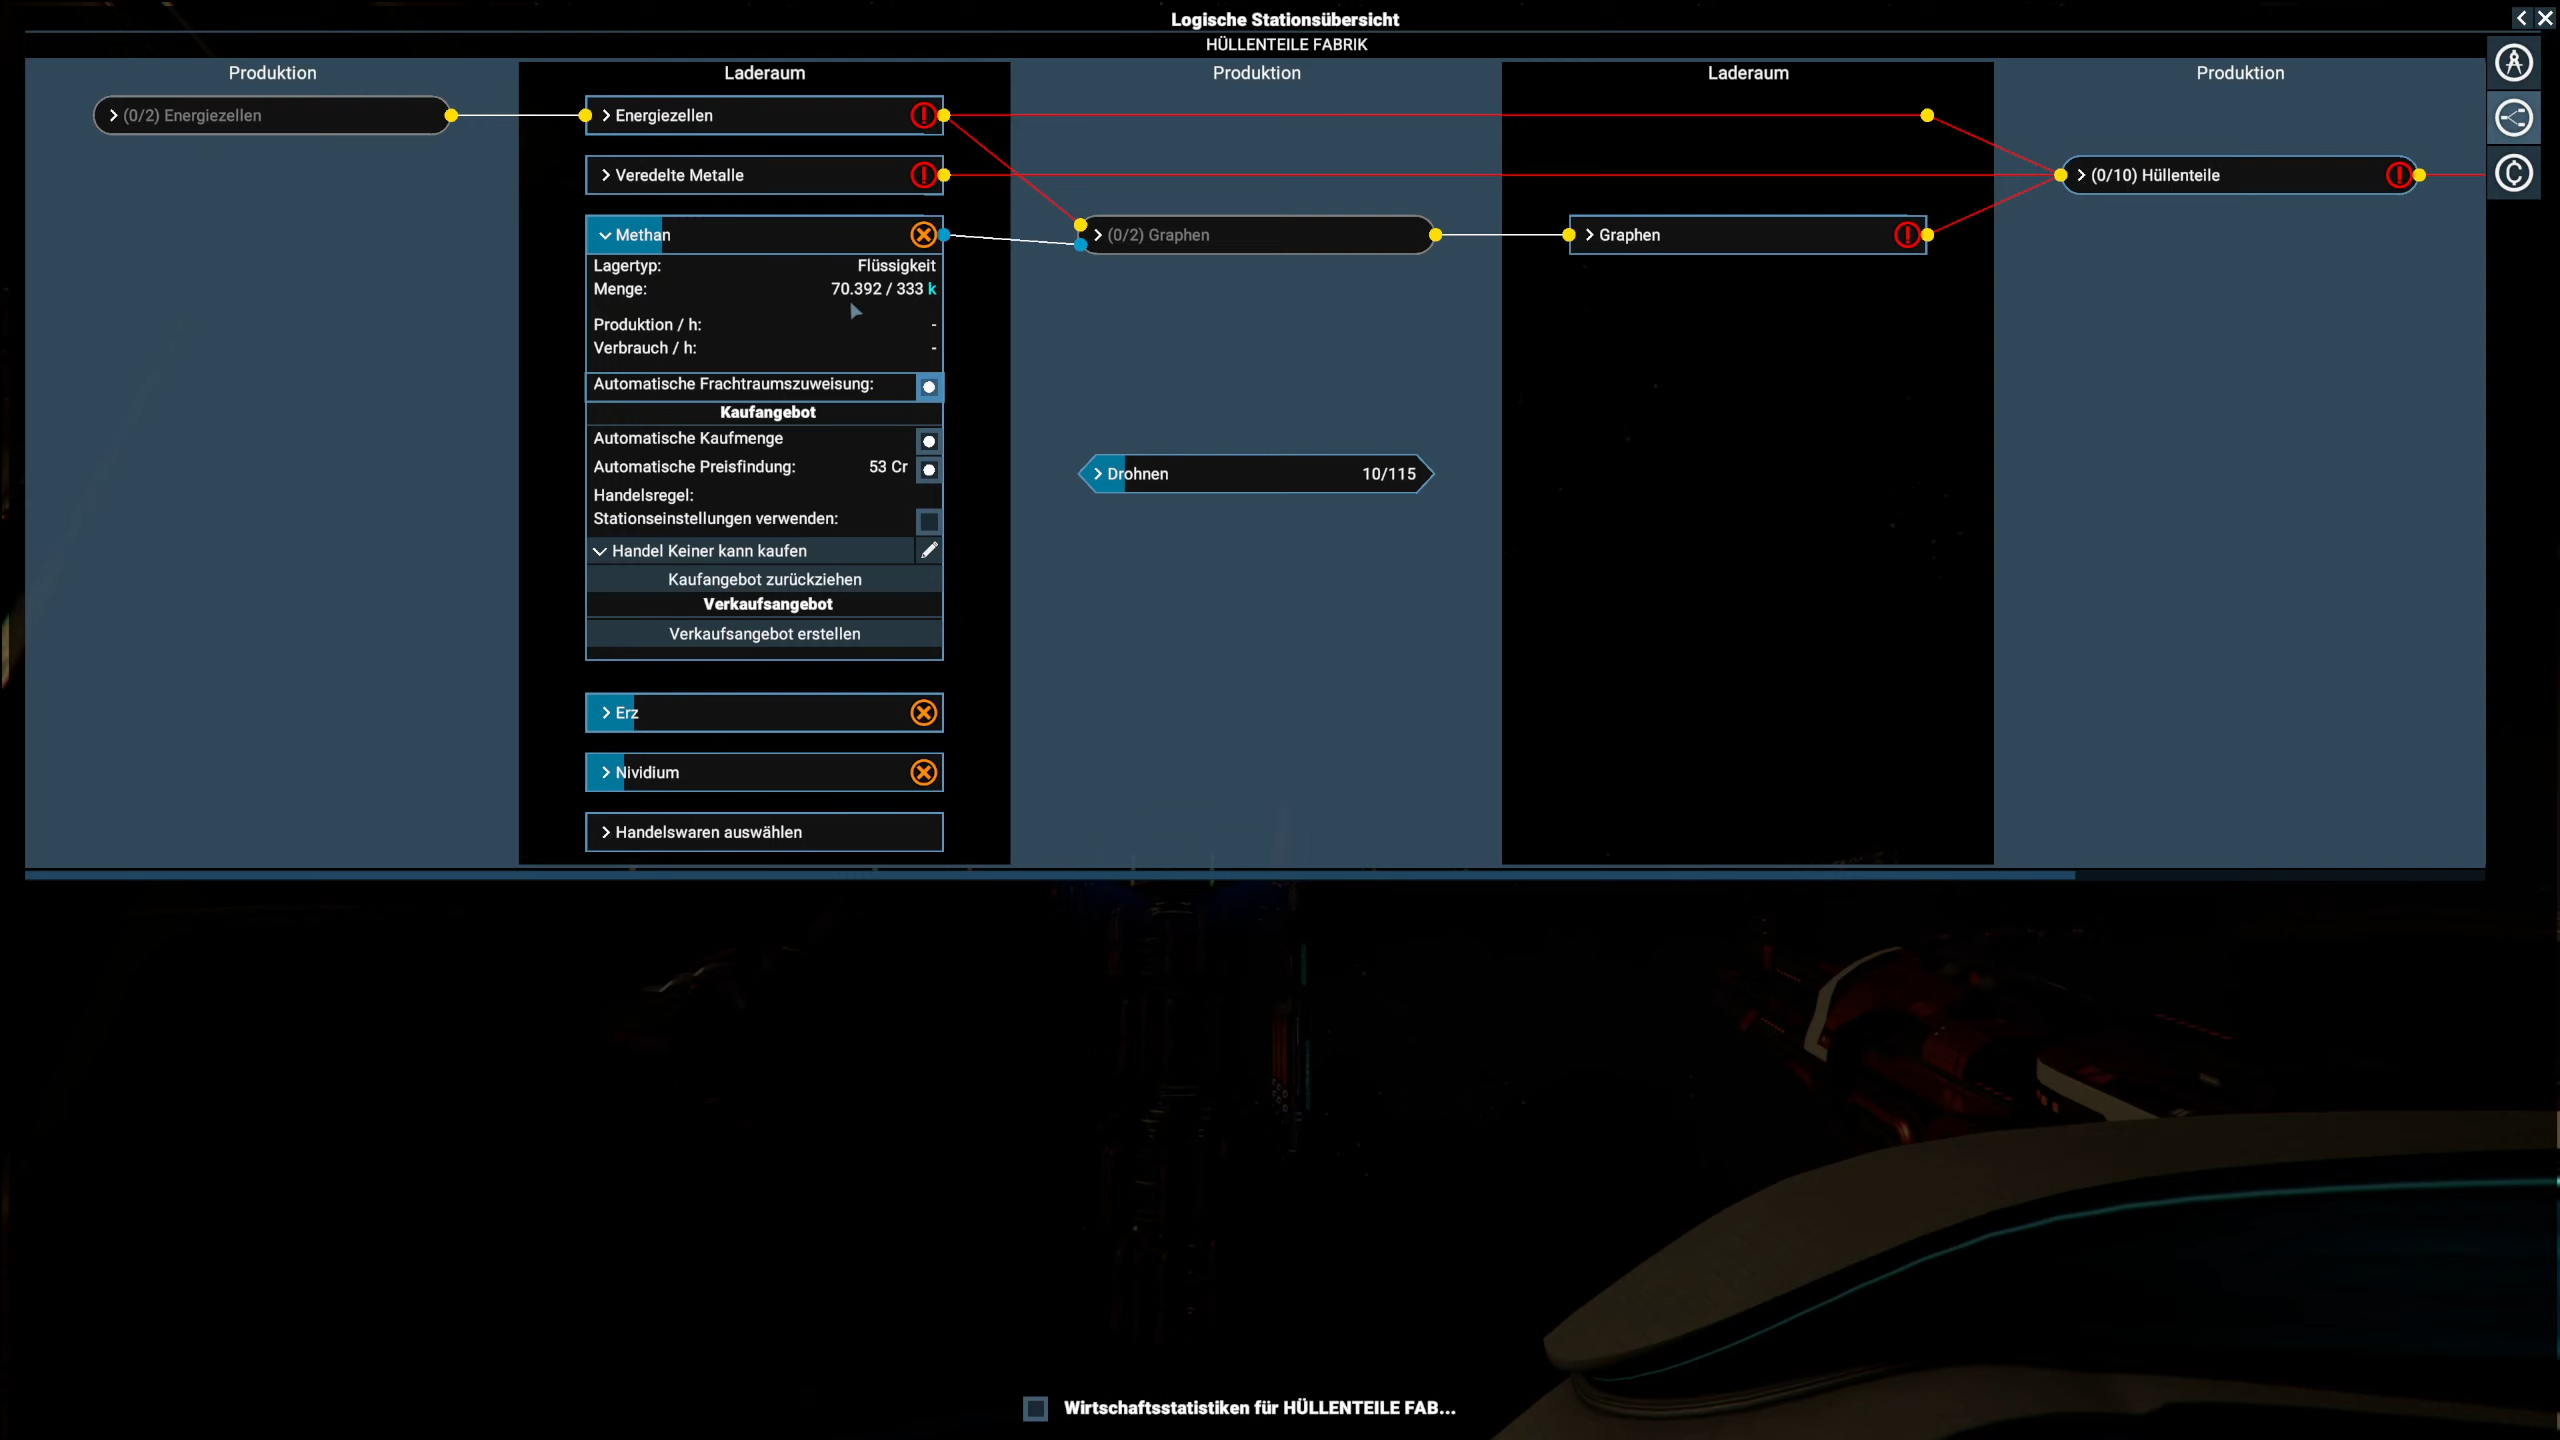 Logische Stationsübersicht
HÜLLENTEILE FABRIK
Produktion
Laderaum
Produktion
Laderaum
Produktion
(0/2) Energiezellen
Energiezellen
Veredelte Metalle
(0/10) Hüllenteile
Methan
(0/2) Graphen
Graphen
Lagertyp: Flüssigkeit
Menge: 70.392 / 333 k
Produktion / h: -
Verbrauch / h: -
Automatische Frachtraumszuweisung:
Kaufangebot
Automatische Kaufmenge
Automatische Preisfindung: 53 Cr
Handelsregel:
Stationseinstellungen verwenden:
Handel Keiner kann kaufen
Kaufangebot zurückziehen
Verkaufsangebot
Verkaufsangebot erstellen
Drohnen 10/115
Erz
Nividium
Handelswaren auswählen
Wirtschaftsstatistiken für HÜLLENTEILE FAB...